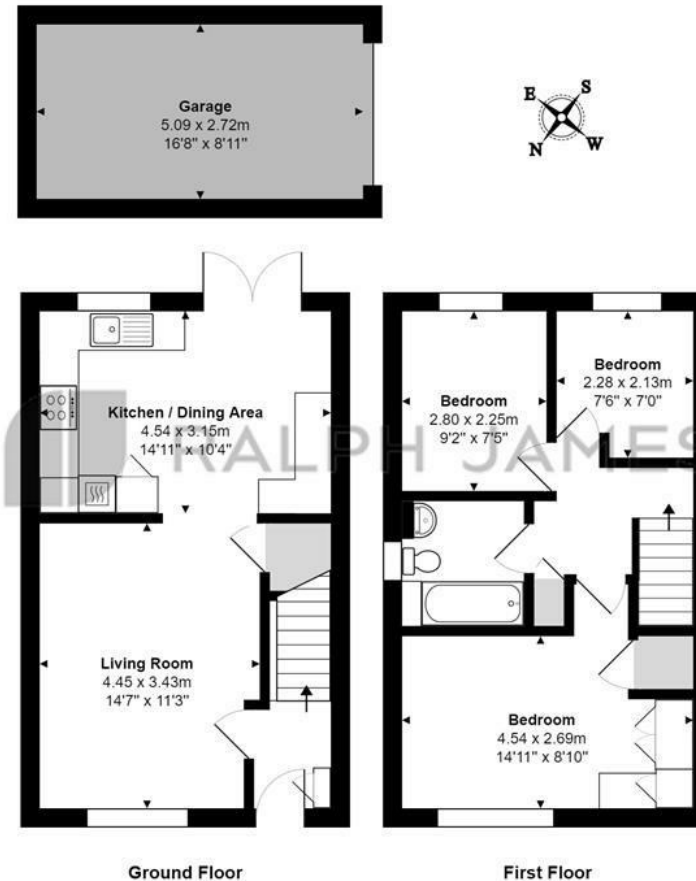 Garage
5.09 x 2.72m
16'8" x 8'11"
E S
N W
Kitchen / Dining Area
4.54 x 3.15m
14'11" x 10'4"
Bedroom
2.80 x 2.25m
9'2" x 7'5"
Bedroom
2.28 x 2.13m
7'6" x 7'0"
RALPH JAMES
Living Room
4.45 x 3.43m
14'7" x 11'3"
Bedroom
4.54 x 2.69m
14'11" x 8'10"
Ground Floor
First Floor